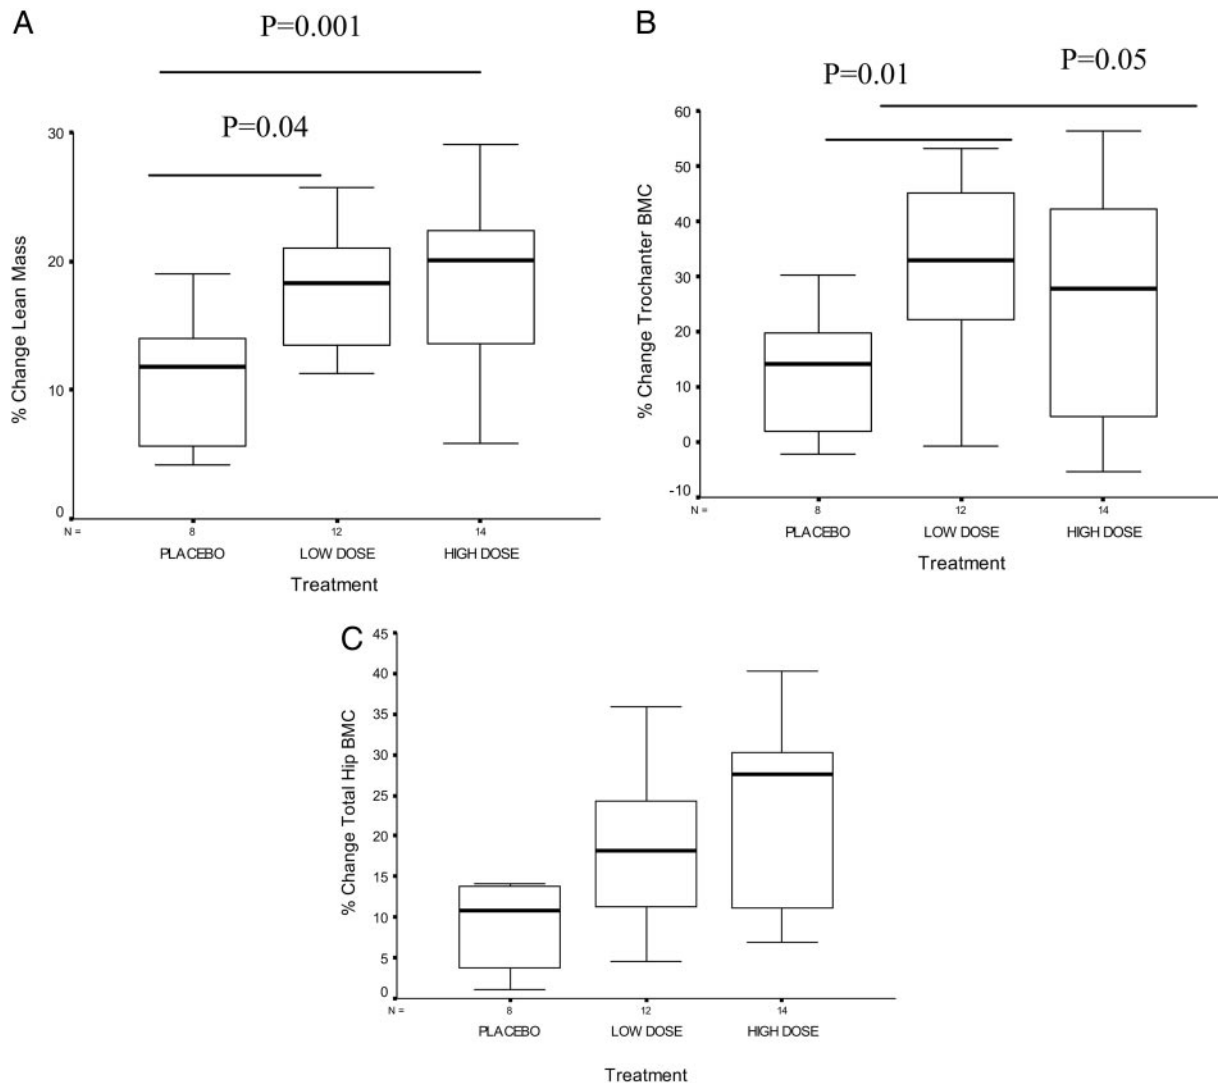 A
P=0.001
P=0.04
30
20
10
0
% Change Lean Mass
N = 8 12 14
PLACEBO LOW DOSE HIGH DOSE
Treatment
B
P=0.05
P=0.01
60
50
40
30
20
10
0
-10
% Change Trochanter BMC
N = 8 12 14
PLACEBO LOW DOSE HIGH DOSE
Treatment
C
45
40
35
30
25
20
15
10
5
0
% Change Total Hip BMC
N = 8 12 14
PLACEBO LOW DOSE HIGH DOSE
Treatment